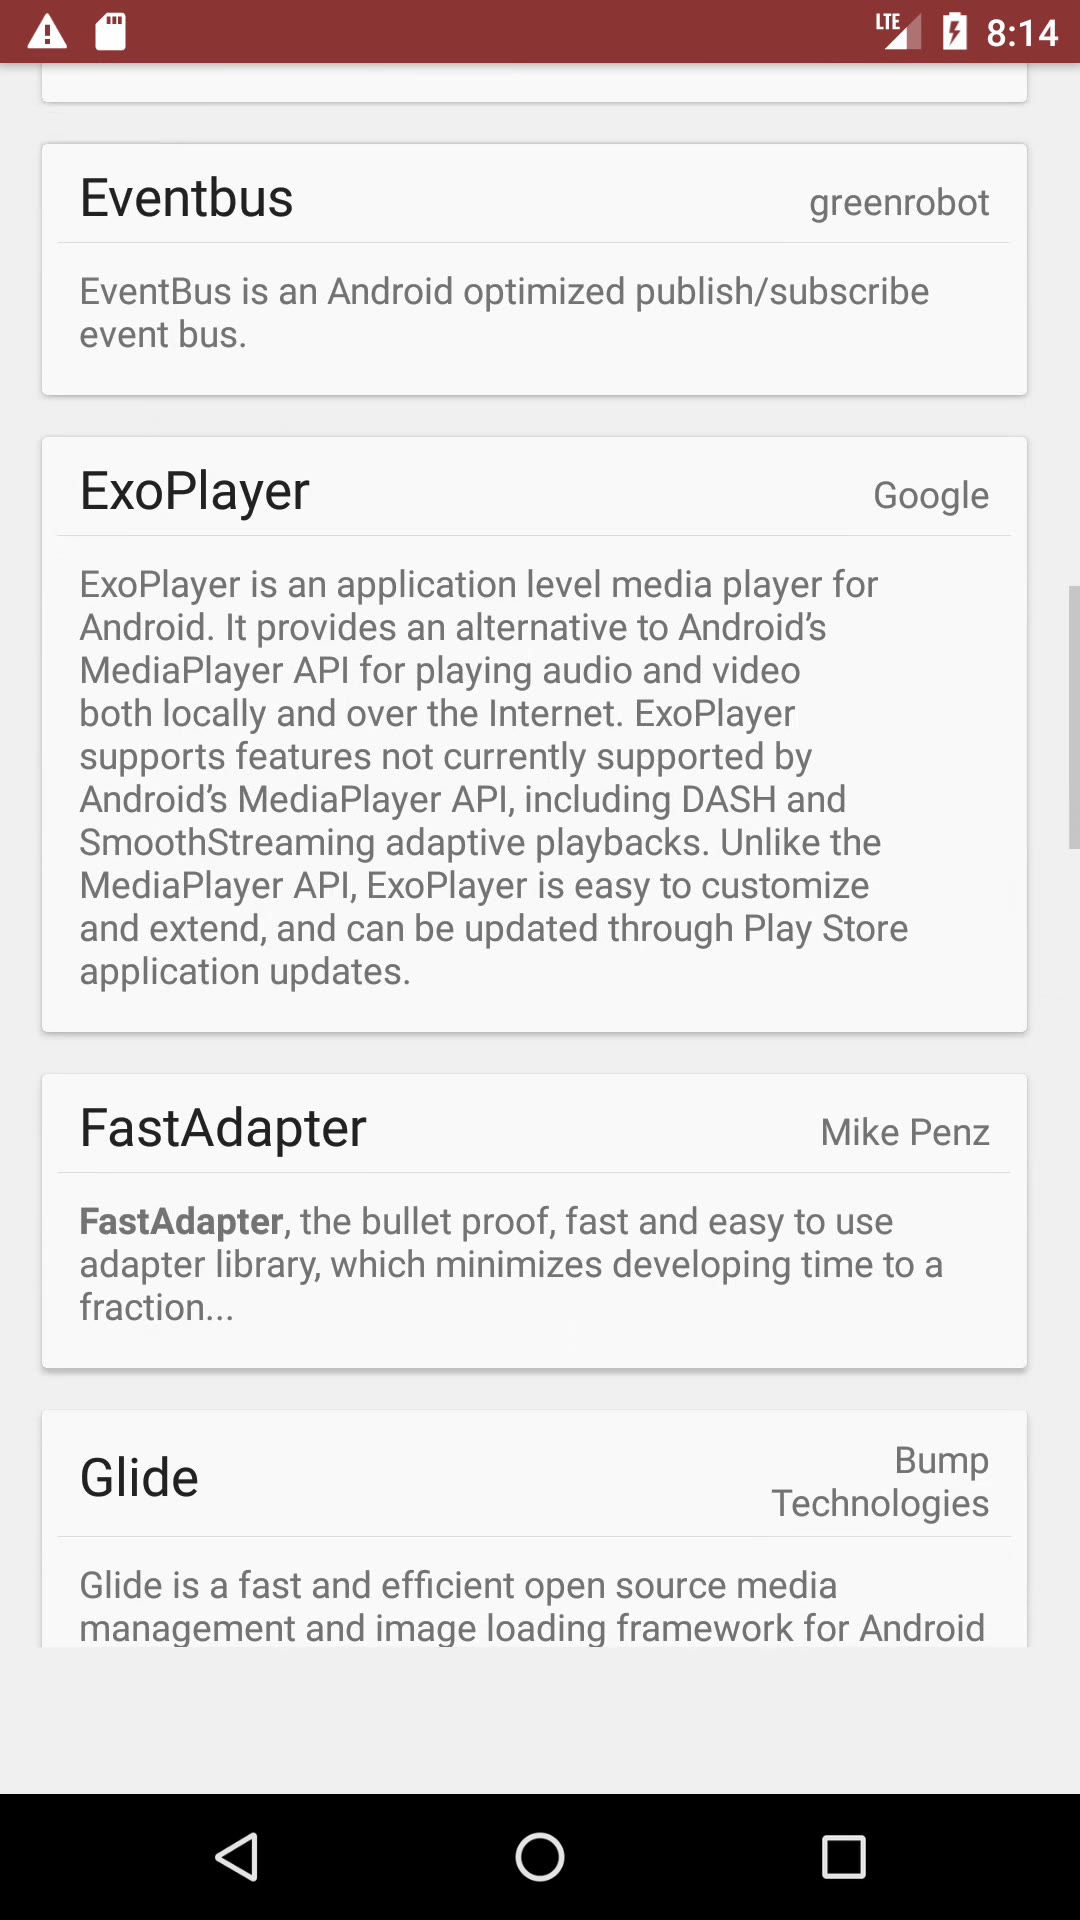 LTE 8:14
Eventbus greenrobot
EventBus is an Android optimized publish/subscribe
event bus.
ExoPlayer Google
ExoPlayer is an application level media player for
Android. It provides an alternative to Android’s
MediaPlayer API for playing audio and video
both locally and over the Internet. ExoPlayer
supports features not currently supported by
Android’s MediaPlayer API, including DASH and
SmoothStreaming adaptive playbacks. Unlike the
MediaPlayer API, ExoPlayer is easy to customize
and extend, and can be updated through Play Store
application updates.
FastAdapter Mike Penz
FastAdapter, the bullet proof, fast and easy to use
adapter library, which minimizes developing time to a
fraction...
Glide Bump
Technologies
Glide is a fast and efficient open source media
management and image loading framework for Android